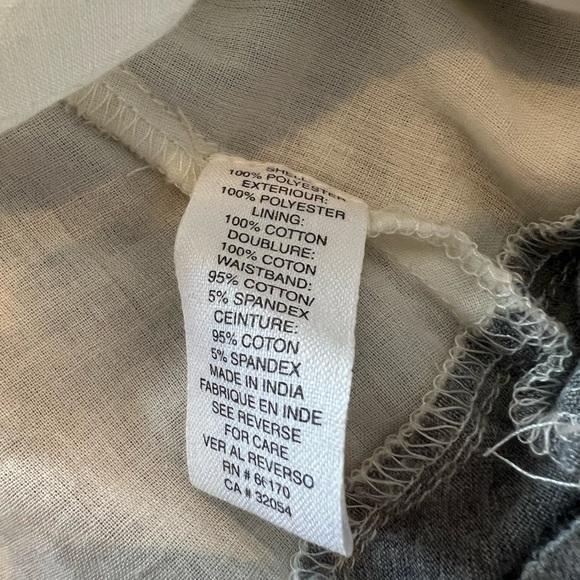 SHELL:
100% POLYESTER
EXTERIOUR:
100% POLYESTER
LINING:
100% COTTON
DOUBLURE:
100% COTON
WAISTBAND:
95% COTTON/
5% SPANDEX
CEINTURE:
95% COTON
5% SPANDEX
MADE IN INDIA
FABRIQUE EN INDE
SEE REVERSE
FOR CARE
VER AL REVERSO
RN # 66170
CA # 32054